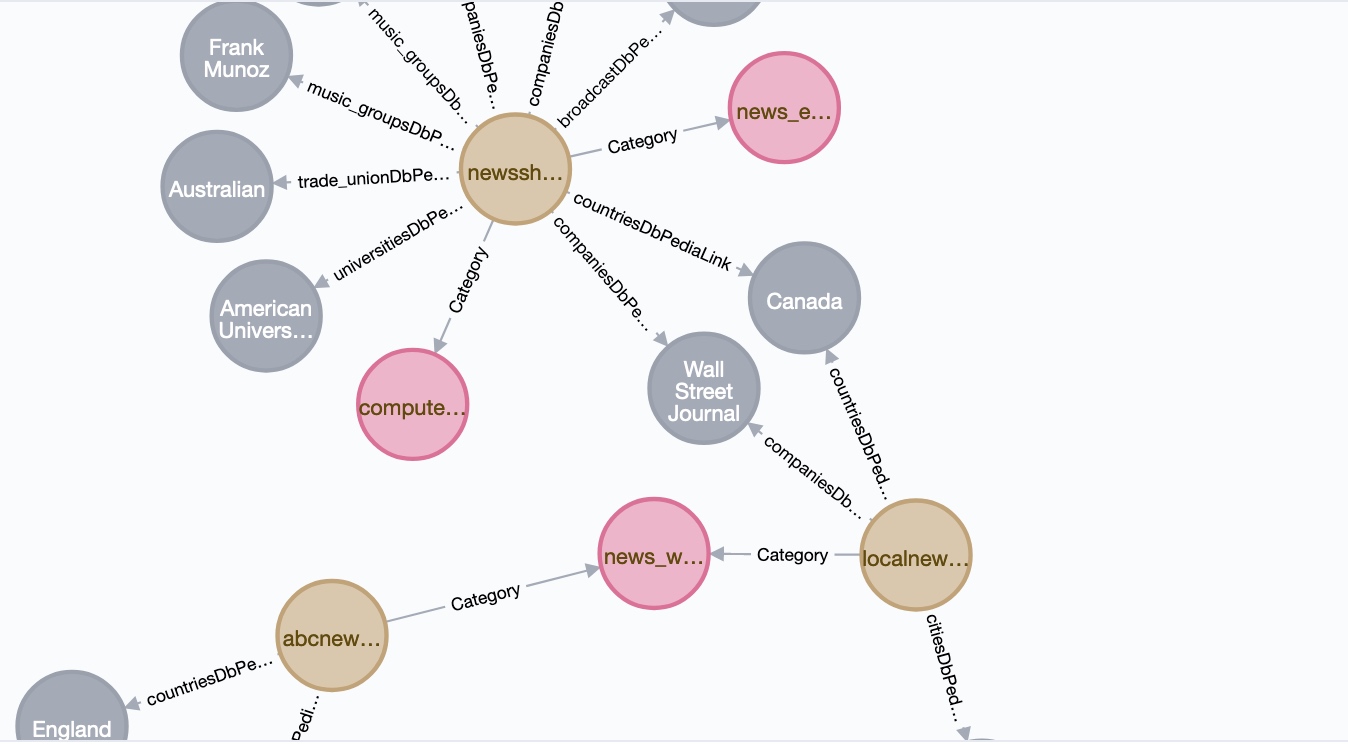 music_groupsDb...
paniesDbPe...
companiesDb
broadcastDbPe...
Frank
Munoz
music_groupsDbP...
news_e...
Category
Australian
trade_unionDbPe...
newssh...
universitiesDbPe...
countriesDbPediaLink
Category
companiesDbPe...
American
Univers...
Canada
Wall
Street
Journal
compute...
countriesDbPed...
companiesDb...
news_w...
Category
localnew...
Category
abcnew...
countriesDbPe...
citiesDbPed...
England
Pedi...